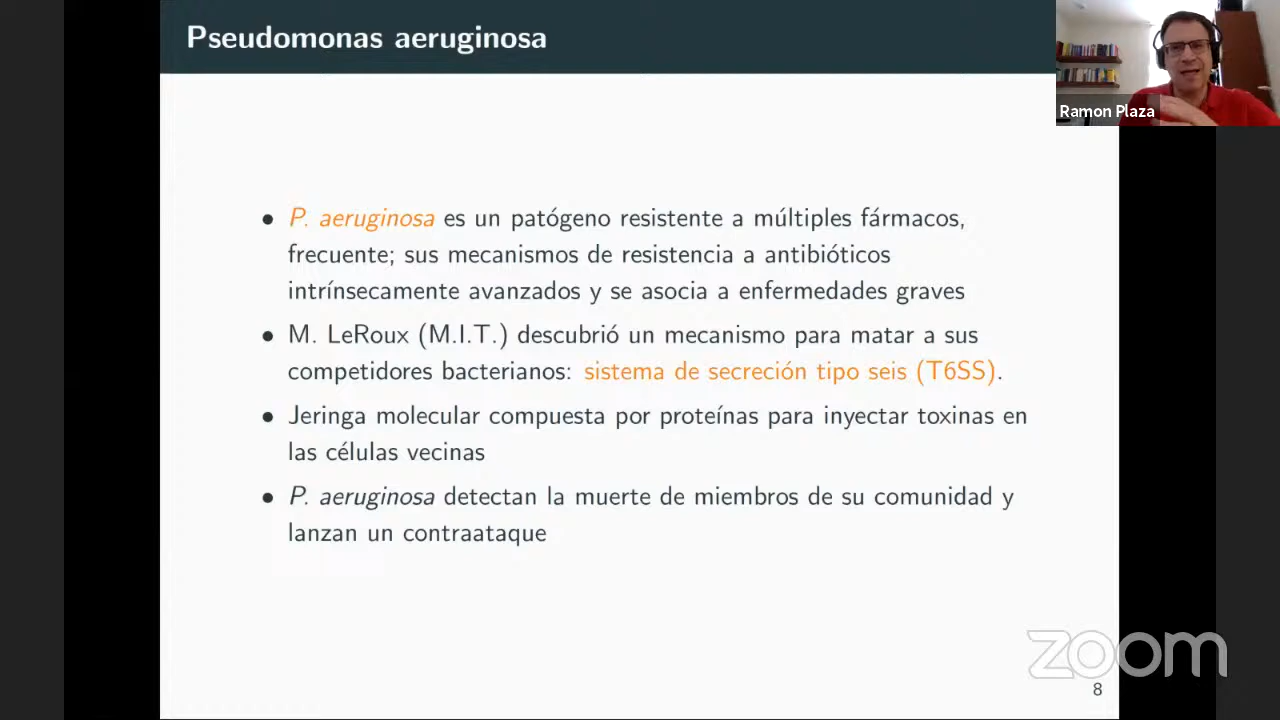 Pseudomonas aeruginosa
Ramon Plaza
• P. aeruginosa es un patógeno resistente a múltiples fármacos,
frecuente; sus mecanismos de resistencia a antibióticos
intrínsecamente avanzados y se asocia a enfermedades graves
• M. LeRoux (M.I.T.) descubrió un mecanismo para matar a sus
competidores bacterianos: sistema de secreción tipo seis (T6SS).
• Jeringa molecular compuesta por proteínas para inyectar toxinas en
las células vecinas
• P. aeruginosa detectan la muerte de miembros de su comunidad y
lanzan un contraataque
zoom
8